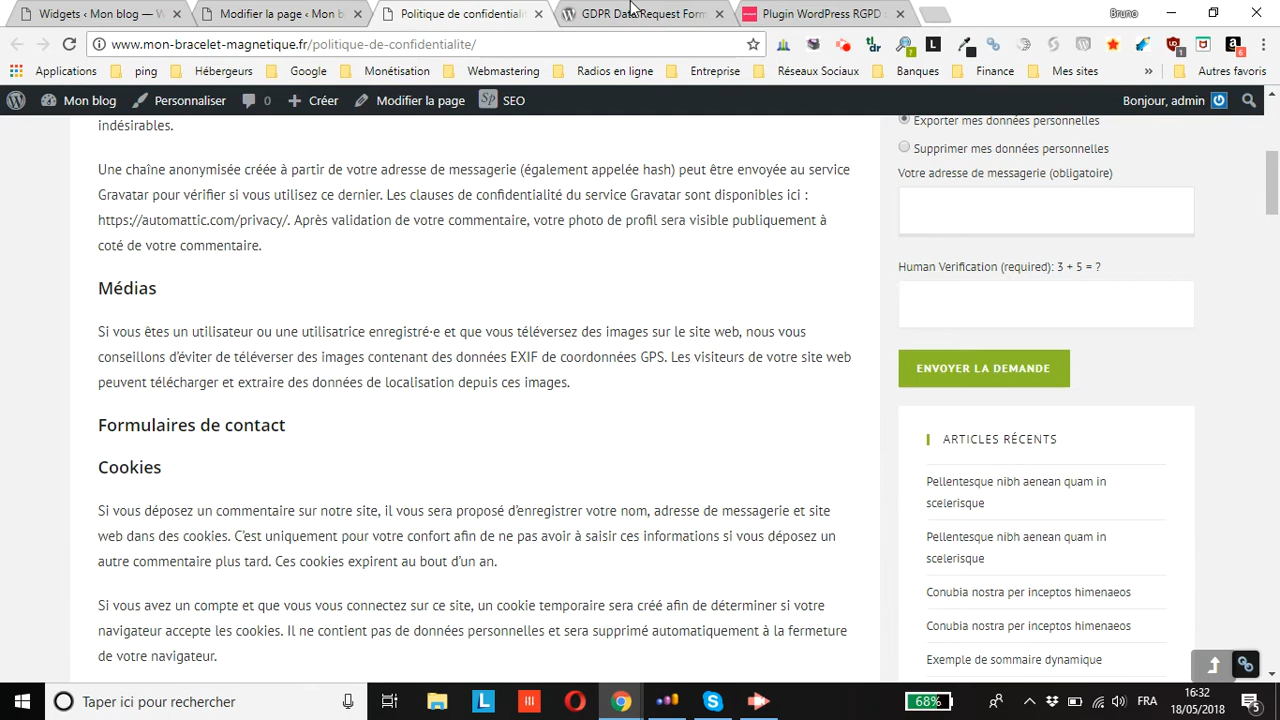 Widgets ‹ Mon blog — W
Modifier la page ‹ Mon b
Politique de confidentiali
GDPR Data Request Form
Plugin WordPress RGPD :
Bruno
www.mon-bracelet-magnetique.fr/politique-de-confidentialite/
tl;dr
L
1
6
Applications
ping
Hébergeurs
Google
Monétisation
Webmastering
Radios en ligne
Entreprise
Réseaux Sociaux
Banques
Finance
Mes sites
»
Autres favoris
Mon blog
Personnaliser
0
Créer
Modifier la page
Sp SEO
Bonjour, admin
indésirables.
Une chaîne anonymisée créée à partir de votre adresse de messagerie (également appelée hash) peut être envoyée au service
Gravatar pour vérifier si vous utilisez ce dernier. Les clauses de confidentialité du service Gravatar sont disponibles ici :
https://automattic.com/privacy/. Après validation de votre commentaire, votre photo de profil sera visible publiquement à
coté de votre commentaire.
Médias
Si vous êtes un utilisateur ou une utilisatrice enregistré·e et que vous téléversez des images sur le site web, nous vous
conseillons d’éviter de téléverser des images contenant des données EXIF de coordonnées GPS. Les visiteurs de votre site web
peuvent télécharger et extraire des données de localisation depuis ces images.
Formulaires de contact
Cookies
Si vous déposez un commentaire sur notre site, il vous sera proposé d’enregistrer votre nom, adresse de messagerie et site
web dans des cookies. C’est uniquement pour votre confort afin de ne pas avoir à saisir ces informations si vous déposez un
autre commentaire plus tard. Ces cookies expirent au bout d’un an.
Si vous avez un compte et que vous vous connectez sur ce site, un cookie temporaire sera créé afin de déterminer si votre
navigateur accepte les cookies. Il ne contient pas de données personnelles et sera supprimé automatiquement à la fermeture
de votre navigateur.
Exporter mes données personnelles
Supprimer mes données personnelles
Votre adresse de messagerie (obligatoire)
Human Verification (required): 3 + 5 = ?
ENVOYER LA DEMANDE
ARTICLES RÉCENTS
Pellentesque nibh aenean quam in
scelerisque
Pellentesque nibh aenean quam in
scelerisque
Conubia nostra per inceptos himenaeos
Conubia nostra per inceptos himenaeos
Exemple de sommaire dynamique
Taper ici pour rechercher
L
68%
FRA
16:32
18/05/2018
5